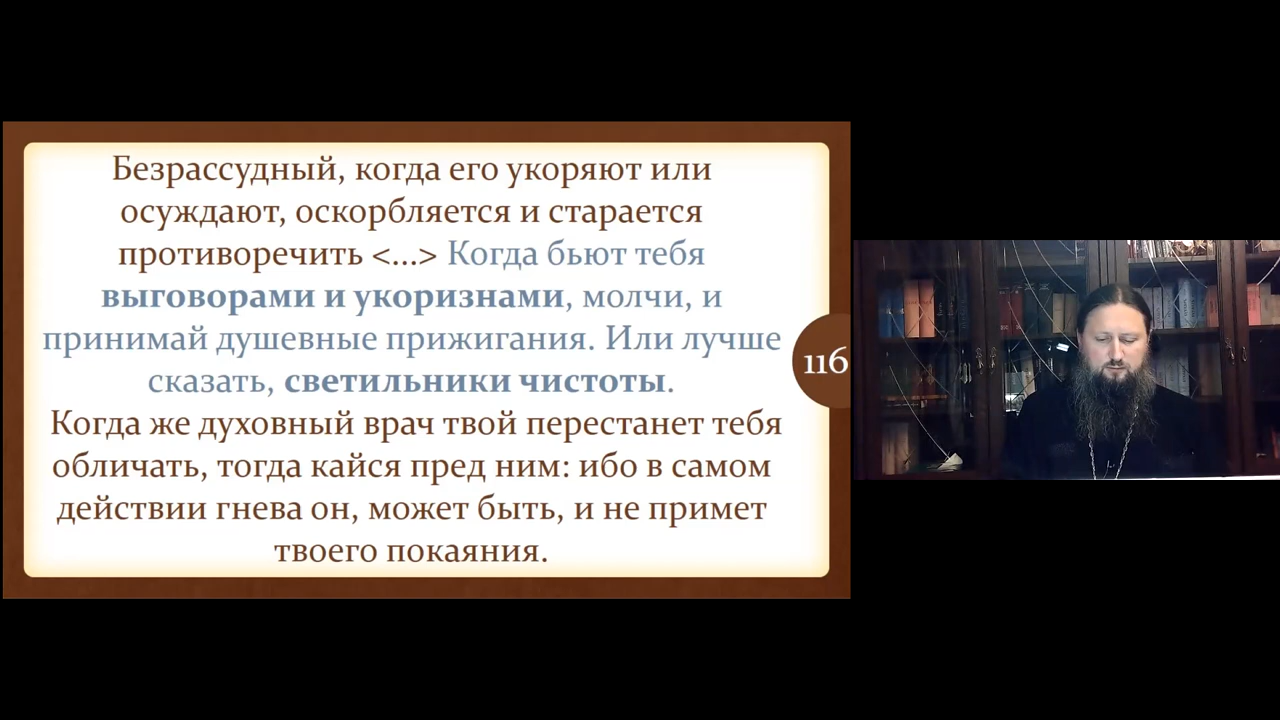 Безрассудный, когда его укоряют или
осуждают, оскорбляется и старается
противоречить <...> Когда бьют тебя
выговорами и укоризнами, молчи, и
принимай душевные прижигания. Или лучше
сказать, светильники чистоты.
Когда же духовный врач твой перестанет тебя
обличать, тогда кайся пред ним: ибо в самом
действии гнева он, может быть, и не примет
твоего покаяния.
116